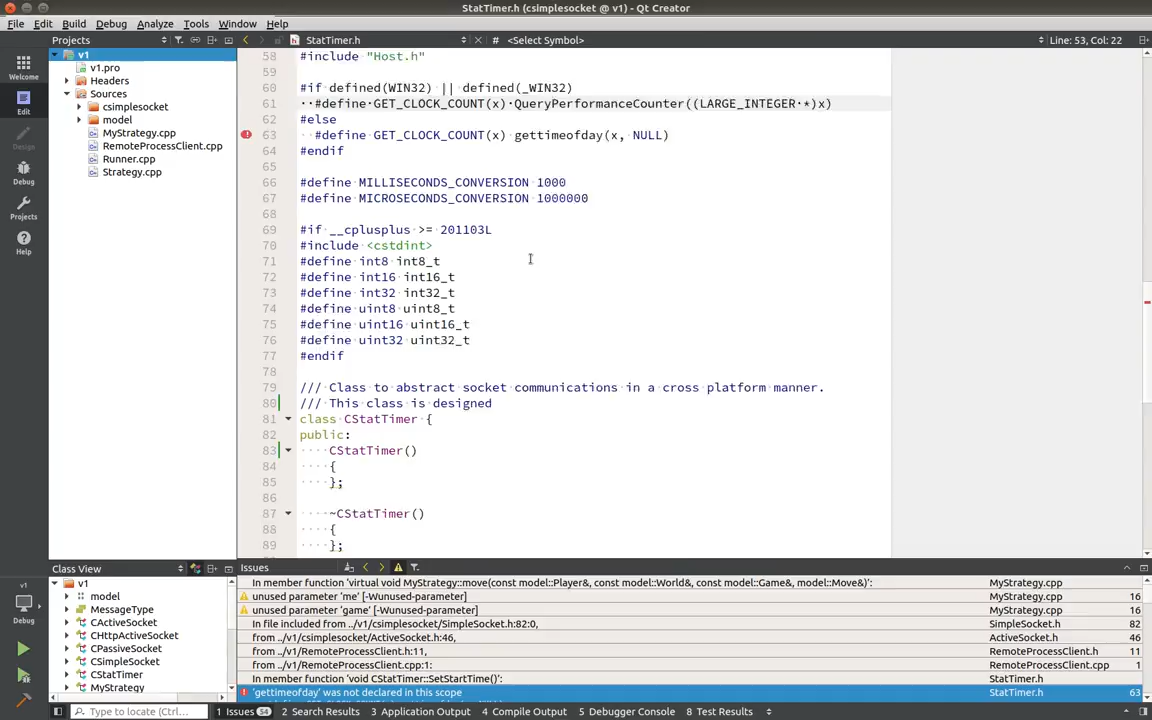 StatTimer.h (csimplesocket @ v1) - Qt Creator
File Edit Build Debug Analyze Tools Window Help
Projects
StatTimer.h
# <Select Symbol>
Line: 53, Col: 22
Welcome
Edit
Design
Debug
Projects
Help
v1
Debug
v1
v1.pro
Headers
Sources
csimplesocket
model
MyStrategy.cpp
RemoteProcessClient.cpp
Runner.cpp
Strategy.cpp
58 #include "Host.h"
59
60 #if defined(WIN32) || defined(_WIN32)
61 ··#define·GET_CLOCK_COUNT(x)·QueryPerformanceCounter((LARGE_INTEGER·*)x)
62 #else
63 #define GET_CLOCK_COUNT(x) gettimeofday(x, NULL)
64 #endif
65
66 #define MILLISECONDS_CONVERSION 1000
67 #define MICROSECONDS_CONVERSION 1000000
68
69 #if __cplusplus >= 201103L
70 #include <cstdint>
71 #define int8 int8_t
72 #define int16 int16_t
73 #define int32 int32_t
74 #define uint8 uint8_t
75 #define uint16 uint16_t
76 #define uint32 uint32_t
77 #endif
78
79 /// Class to abstract socket communications in a cross platform manner.
80 /// This class is designed
81 class CStatTimer {
82 public:
83 ····CStatTimer()
84 ····{
85 ····};
86
87 ····~CStatTimer()
88 ····{
89 ····};
Class View
v1
model
MessageType
CActiveSocket
CHttpActiveSocket
CPassiveSocket
CSimpleSocket
CStatTimer
MyStrategy
Issues
In member function 'virtual void MyStrategy::move(const model::Player&, const model::World&, const model::Game&, model::Move&)': MyStrategy.cpp
unused parameter 'me' [-Wunused-parameter] MyStrategy.cpp 16
unused parameter 'game' [-Wunused-parameter] MyStrategy.cpp 16
In file included from ../v1/csimplesocket/SimpleSocket.h:82:0, SimpleSocket.h 82
from ../v1/csimplesocket/ActiveSocket.h:46, ActiveSocket.h 46
from ../v1/RemoteProcessClient.h:11, RemoteProcessClient.h 11
from ../v1/RemoteProcessClient.cpp:1: RemoteProcessClient.cpp 1
In member function 'void CStatTimer::SetStartTime()': StatTimer.h
'gettimeofday' was not declared in this scope StatTimer.h 63
Type to locate (Ctrl...
1 Issues 54 2 Search Results 3 Application Output 4 Compile Output 5 Debugger Console 8 Test Results